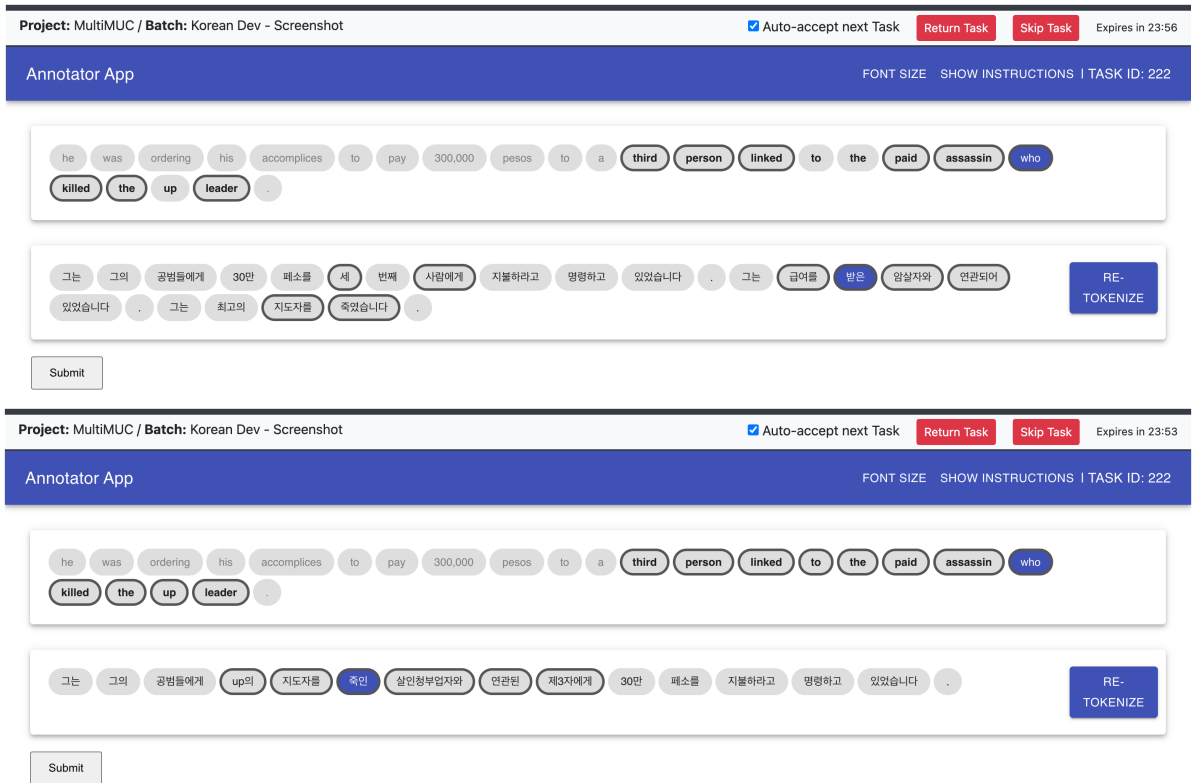 Project: MultiMUC / Batch: Korean Dev - Screenshot Auto-accept next Task Return Task Skip Task Expires in 23:56
Annotator App FONT SIZE SHOW INSTRUCTIONS | TASK ID: 222
he was ordering his accomplices to pay 300,000 pesos to a third person linked to the paid assassin who
killed the up leader .
그는 그의 공범들에게 30만 페소를 세 번째 사람에게 지불하라고 명령하고 있었습니다 . 그는 급여를 받은 암살자와 연관되어
있었습니다 . 그는 최고의 지도자를 죽였습니다 .
RE-
TOKENIZE
Submit
Project: MultiMUC / Batch: Korean Dev - Screenshot Auto-accept next Task Return Task Skip Task Expires in 23:53
Annotator App FONT SIZE SHOW INSTRUCTIONS | TASK ID: 222
he was ordering his accomplices to pay 300,000 pesos to a third person linked to the paid assassin who
killed the up leader .
그는 그의 공범들에게 up의 지도자를 죽인 살인청부업자와 연관된 제3자에게 30만 페소를 지불하라고 명령하고 있었습니다 .
RE-
TOKENIZE
Submit